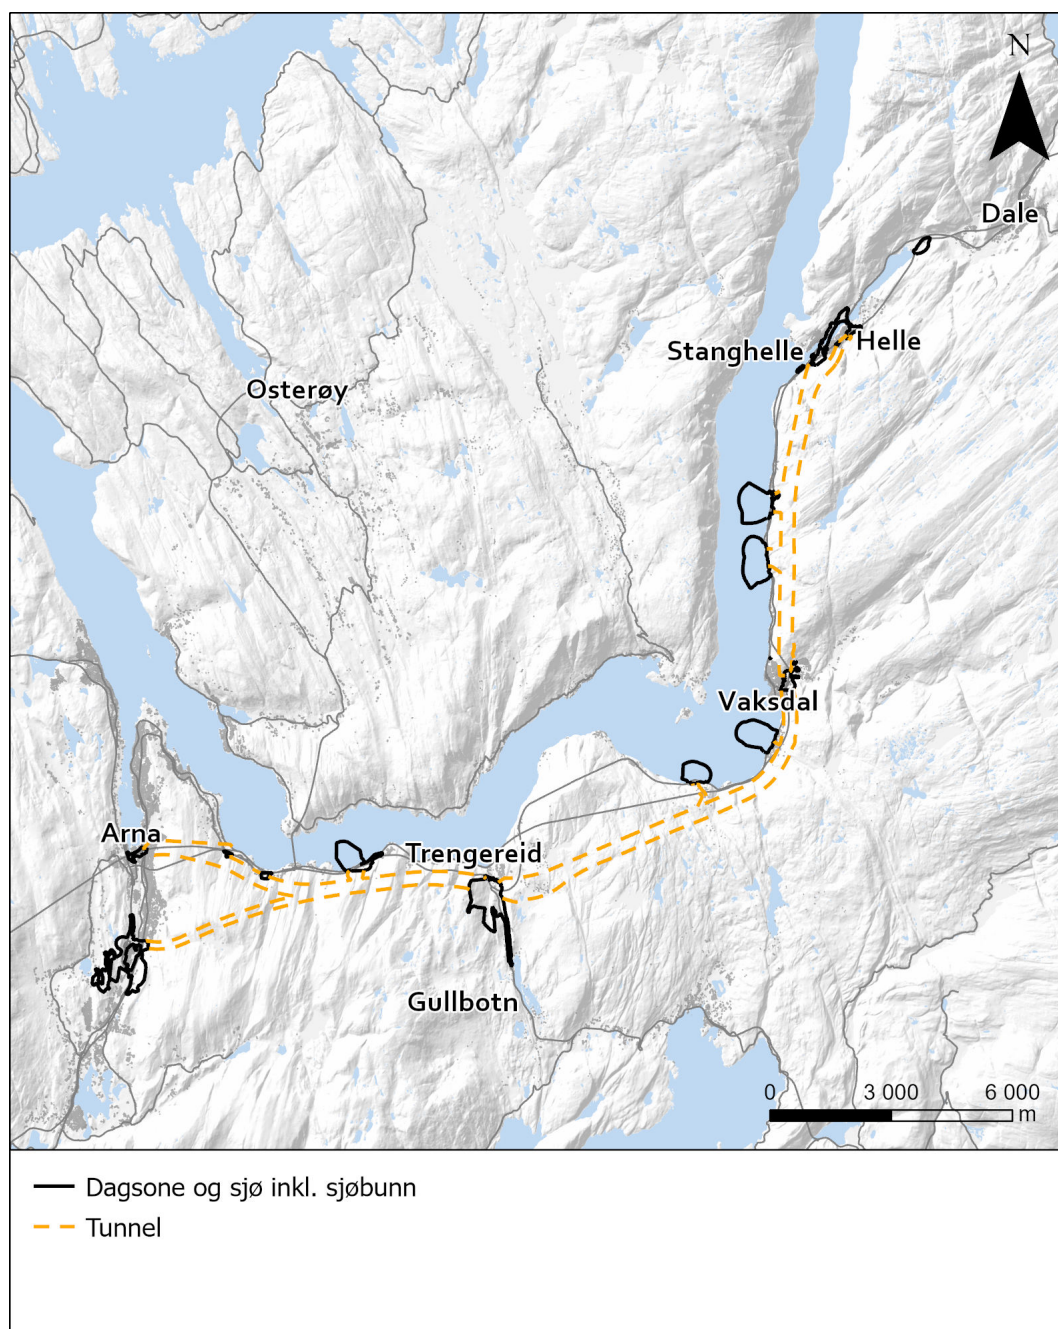 N
Dale
Helle
Stanghelle
Osterøy
Vaksdal
Arna
Trengereid
Gullbotn
0 3 000 6 000
m
Dagsone og sjø inkl. sjøbunn
Tunnel